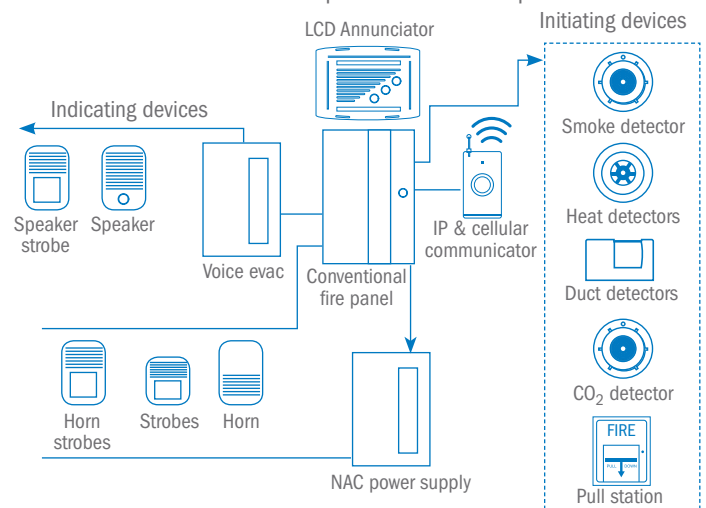 Initiating devices
LCD Annunciator
Indicating devices
Smoke detector
Speaker
strobe
Speaker
Voice evac
Conventional
fire panel
IP & cellular
communicator
Heat detectors
Duct detectors
Horn
strobes
Strobes
Horn
CO₂ detector
NAC power supply
FIRE
PULL DOWN
Pull station